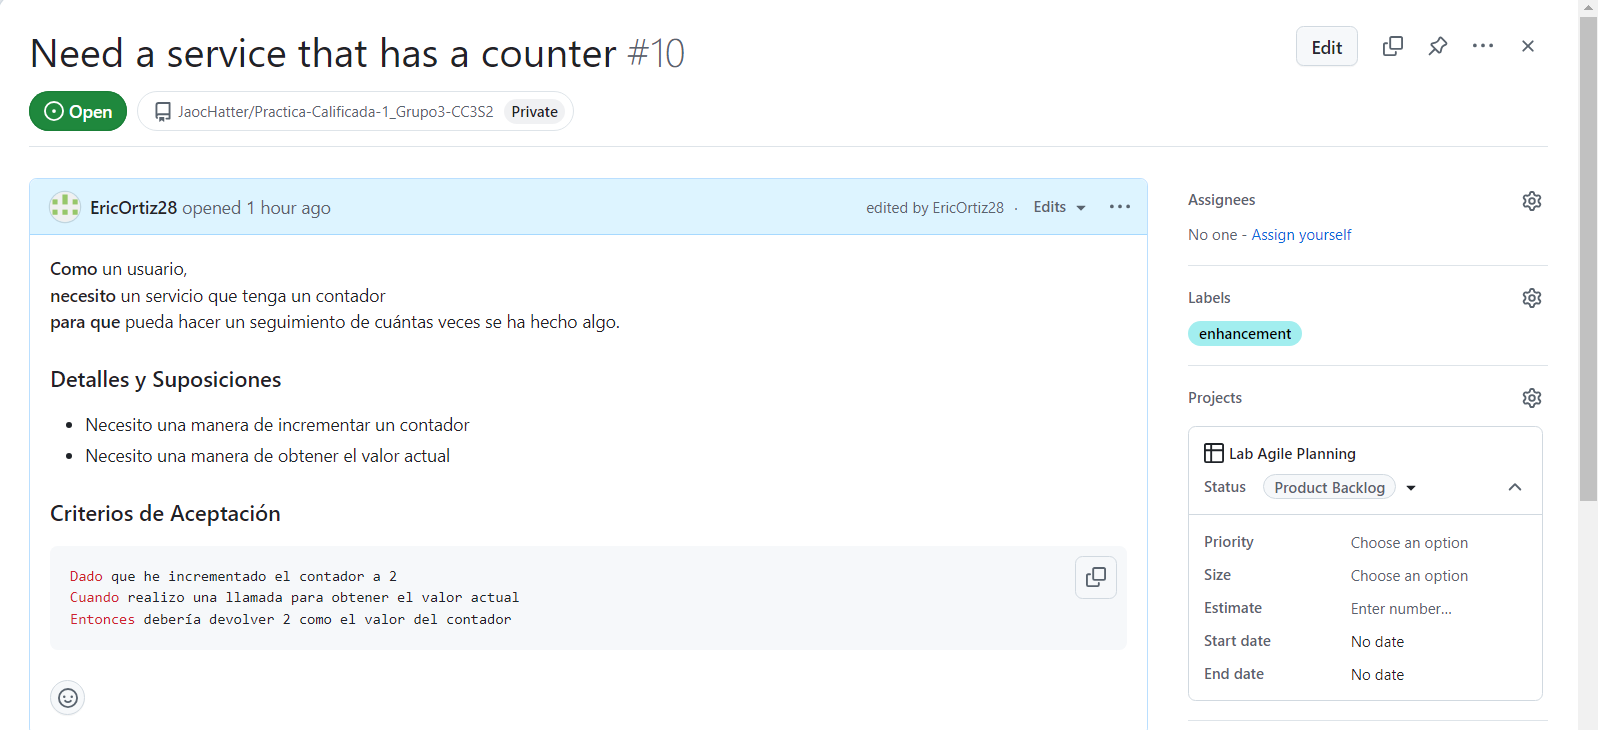 Need a service that has a counter #10
Edit
Open
JaocHatter/Practica-Calificada-1_Grupo3-CC3S2 Private
EricOrtiz28 opened 1 hour ago
edited by EricOrtiz28 · Edits
Como un usuario,
necesito un servicio que tenga un contador
para que pueda hacer un seguimiento de cuántas veces se ha hecho algo.
Detalles y Suposiciones
• Necesito una manera de incrementar un contador
• Necesito una manera de obtener el valor actual
Criterios de Aceptación
Dado que he incrementado el contador a 2
Cuando realizo una llamada para obtener el valor actual
Entonces debería devolver 2 como el valor del contador
Assignees
No one - Assign yourself
Labels
enhancement
Projects
Lab Agile Planning
Status Product Backlog
Priority Choose an option
Size Choose an option
Estimate Enter number...
Start date No date
End date No date